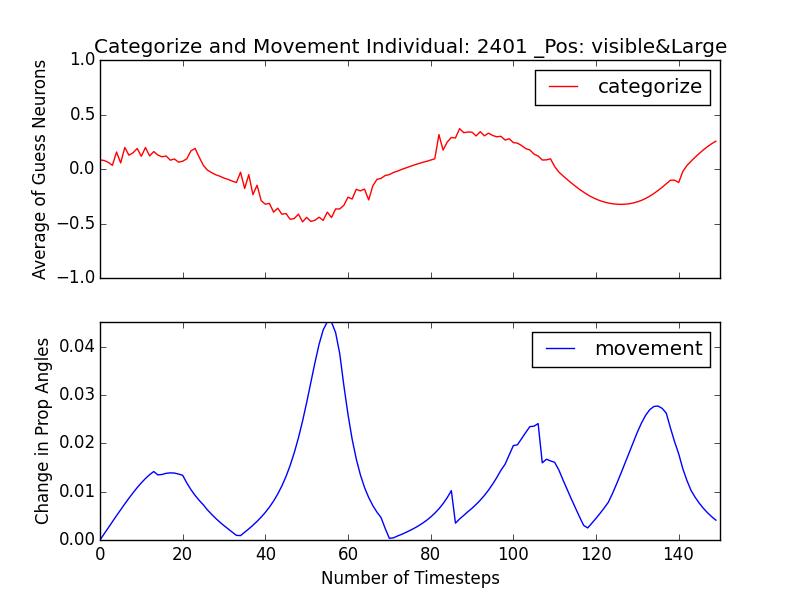 Categorize and Movement Individual: 2401 _Pos: visible&Large
1.0
0.5
0.0
−0.5
−1.0
Average of Guess Neurons
categorize
0.04
0.03
0.02
0.01
0.00
Change in Prop Angles
movement
0 20 40 60 80 100 120 140
Number of Timesteps